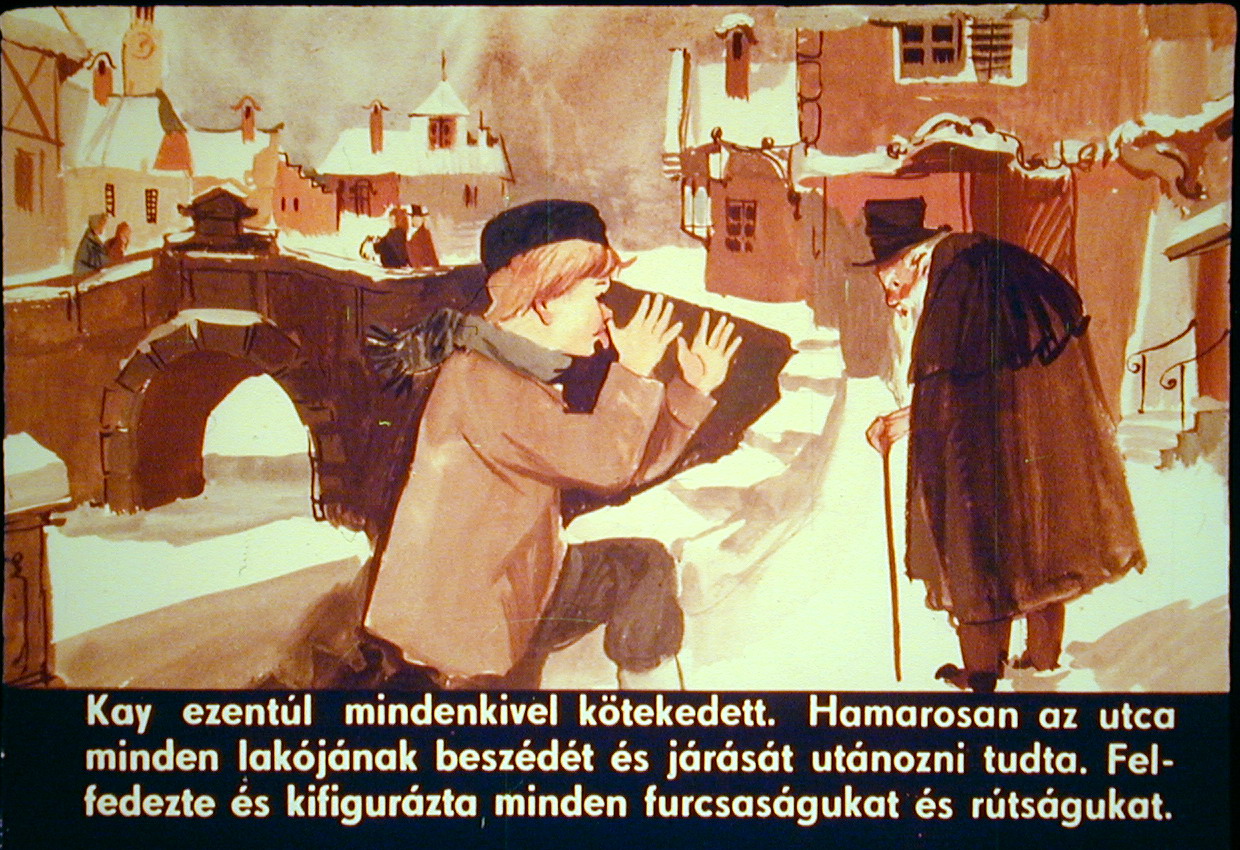 Kay ezentúl mindenkivel kötekedett. Hamarosan az utca
minden lakójának beszédét és járását utánozni tudta. Fel-
fedezte és kifigurázta minden furcsaságukat és rútságukat.